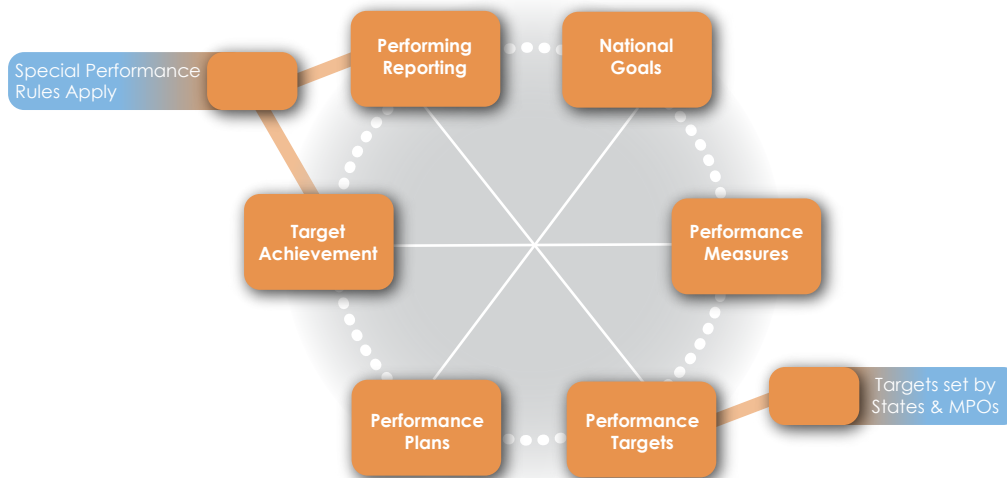 Performing
Reporting
National
Goals
Special Performance
Rules Apply
Target
Achievement
Performance
Measures
Performance
Plans
Performance
Targets
Targets set by
States & MPOs